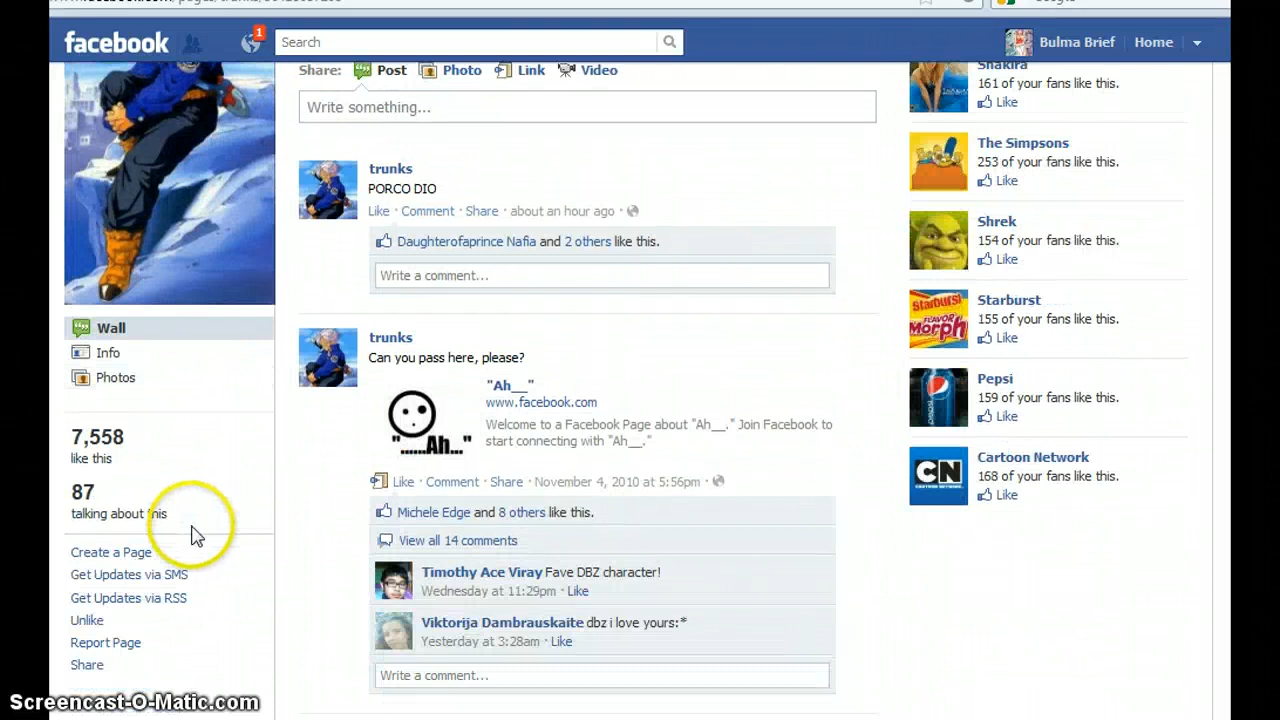 facebook
1
Search
Bulma Brief Home
Share: Post Photo Link Video
Write something...
trunks
PORCO DIO
Like · Comment · Share · about an hour ago ·
Daughterofaprince Nafia and 2 others like this.
Write a comment...
trunks
Can you pass here, please?
"Ah__"
www.facebook.com
Welcome to a Facebook Page about "Ah__." Join Facebook to
start connecting with "Ah__."
"......Ah..."
Like · Comment · Share · November 4, 2010 at 5:56pm ·
Michele Edge and 8 others like this.
View all 14 comments
Timothy Ace Viray Fave DBZ character!
Wednesday at 11:29pm · Like
Viktorija Dambrauskaite dbz i love yours:*
Yesterday at 3:28am · Like
Write a comment...
Wall
Info
Photos
7,558
like this
87
talking about this
Create a Page
Get Updates via SMS
Get Updates via RSS
Unlike
Report Page
Share
Shakira
161 of your fans like this.
Like
The Simpsons
253 of your fans like this.
Like
Shrek
154 of your fans like this.
Like
Starburst
155 of your fans like this.
Like
Starburst
FLAVOR
Morph
Pepsi
159 of your fans like this.
Like
Cartoon Network
168 of your fans like this.
Like
CN
Screencast-O-Matic.com